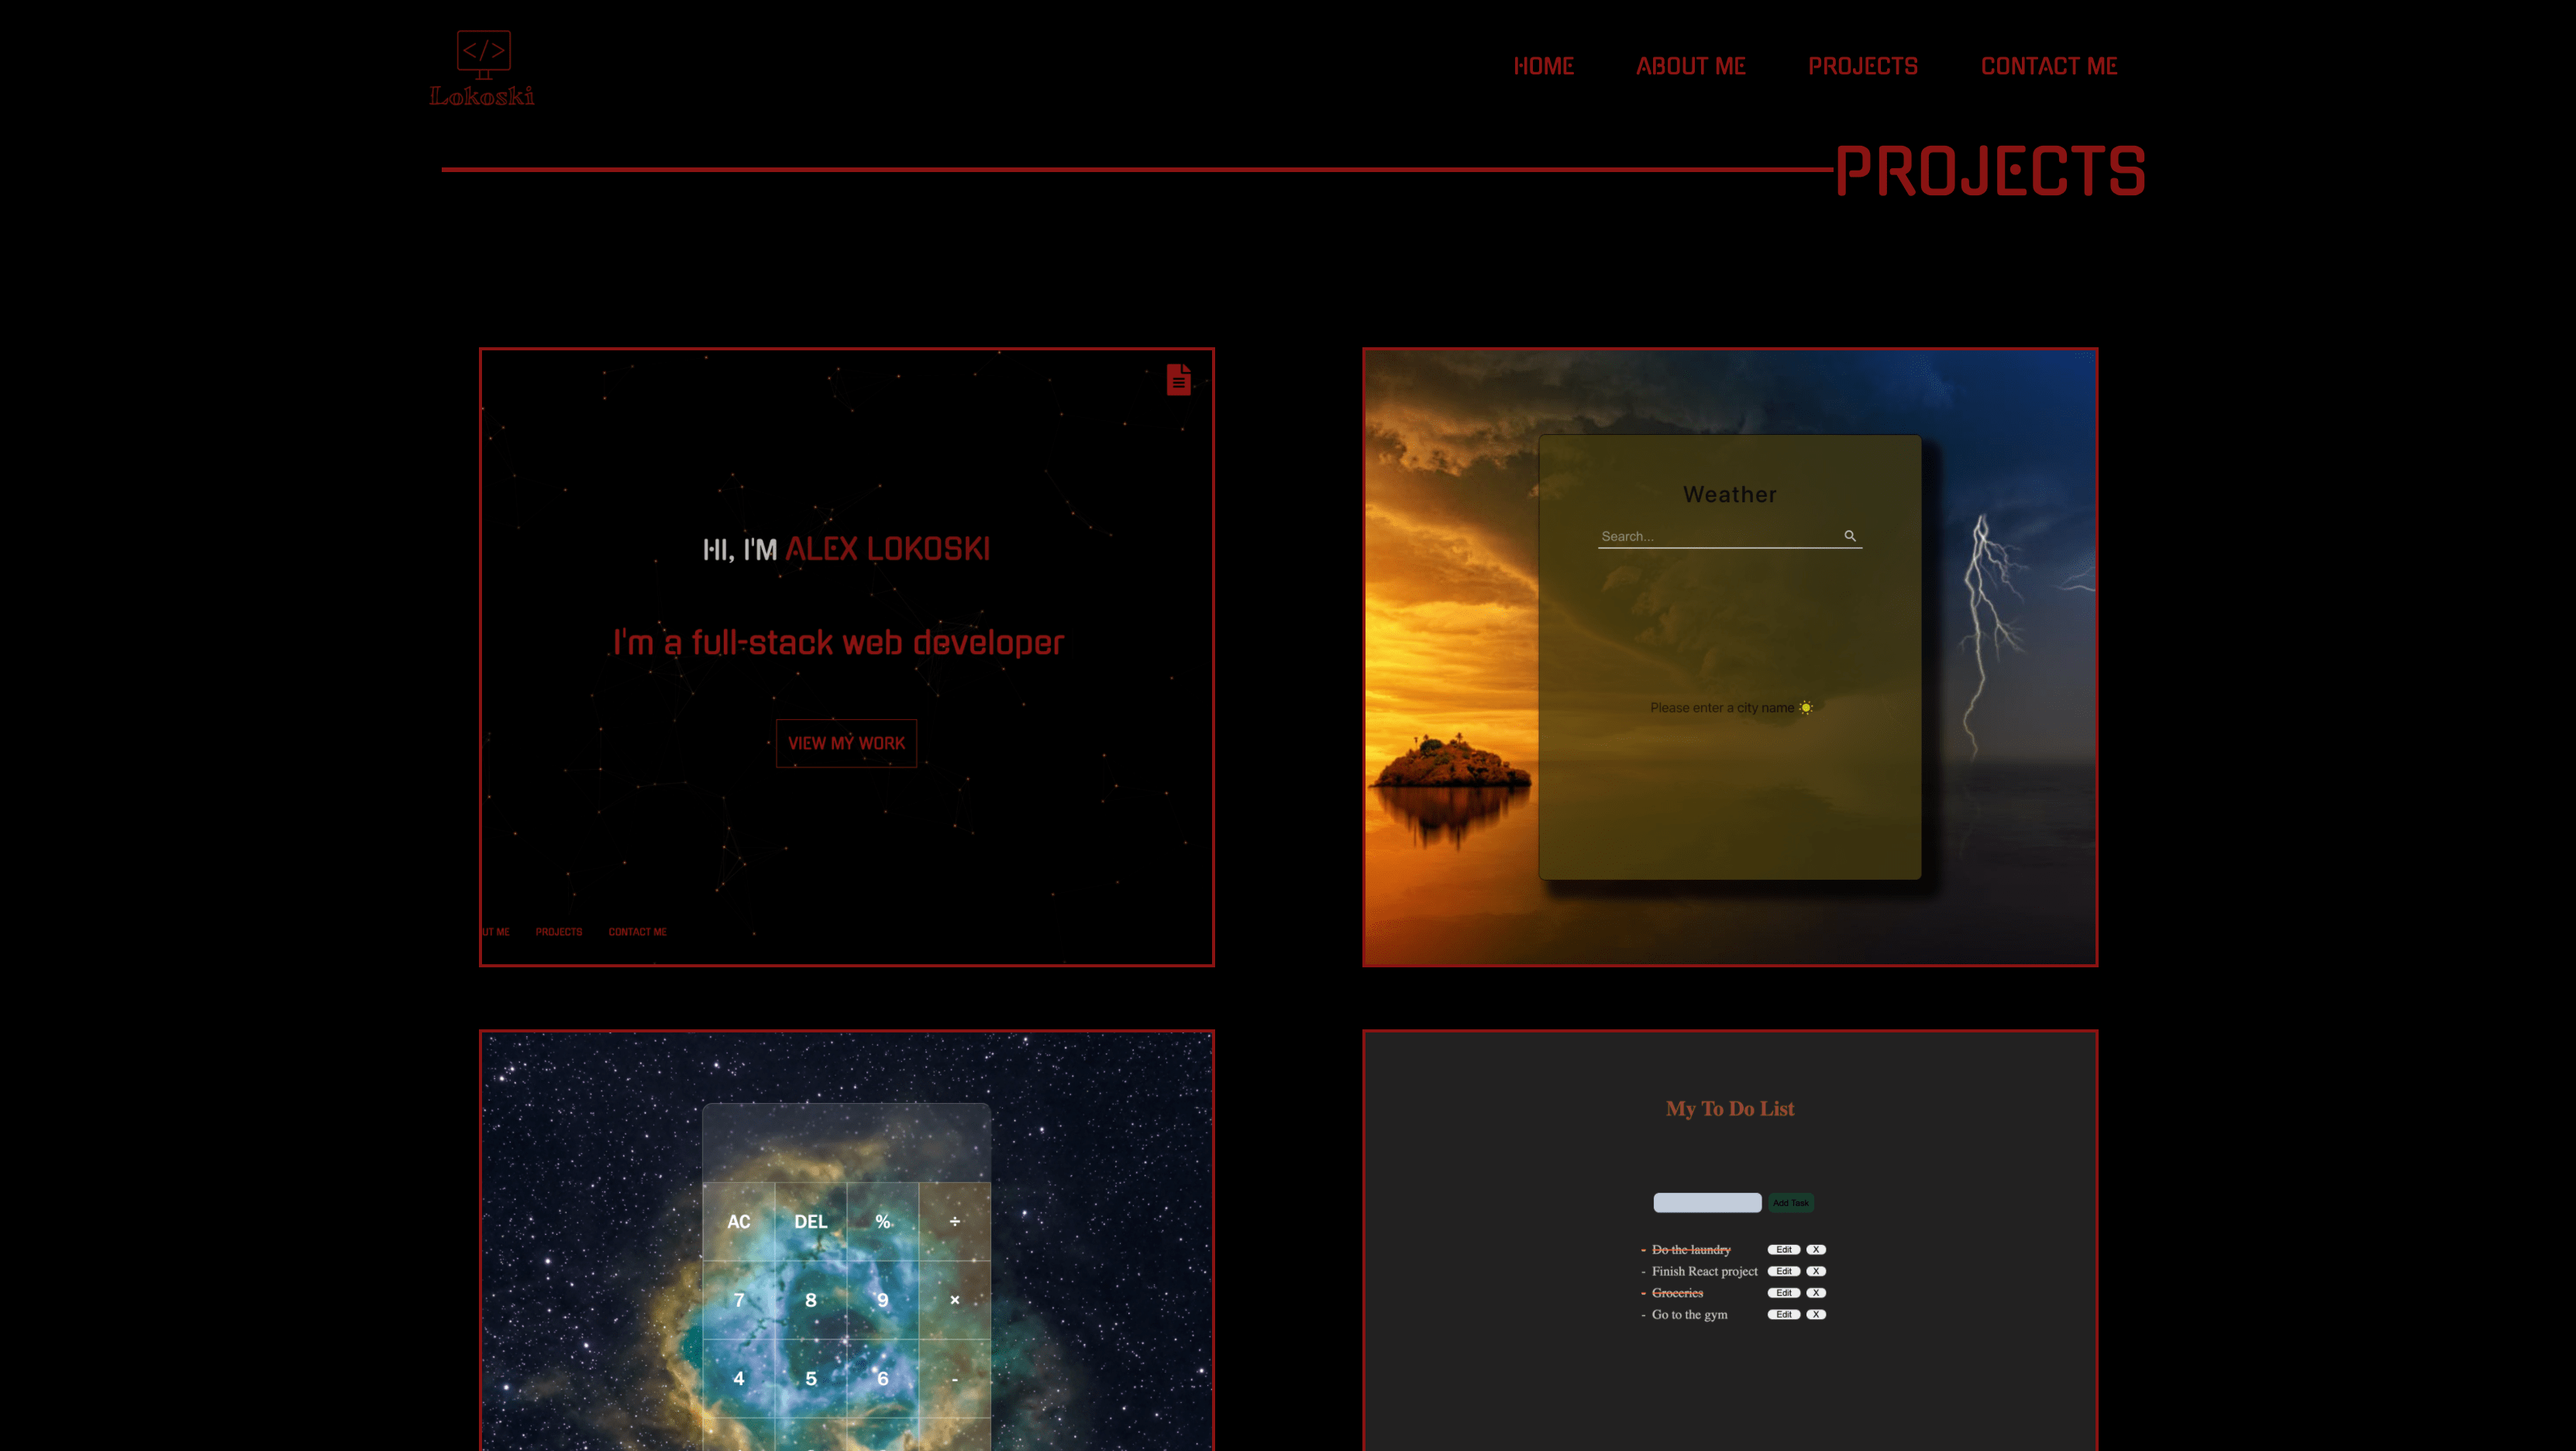 </>
Lokoski
HOME ABOUT ME PROJECTS CONTACT ME
PROJECTS
HI, I'M ALEX LOKOSKI
I'm a full-stack web developer
VIEW MY WORK
UT ME PROJECTS CONTACT ME
Weather
Search...
Please enter a city name
AC DEL % ÷
7 8 9 ×
4 5 6 -
My To Do List
Add Task
- Do the laundry Edit X
- Finish React project Edit X
- Groceries Edit X
- Go to the gym Edit X